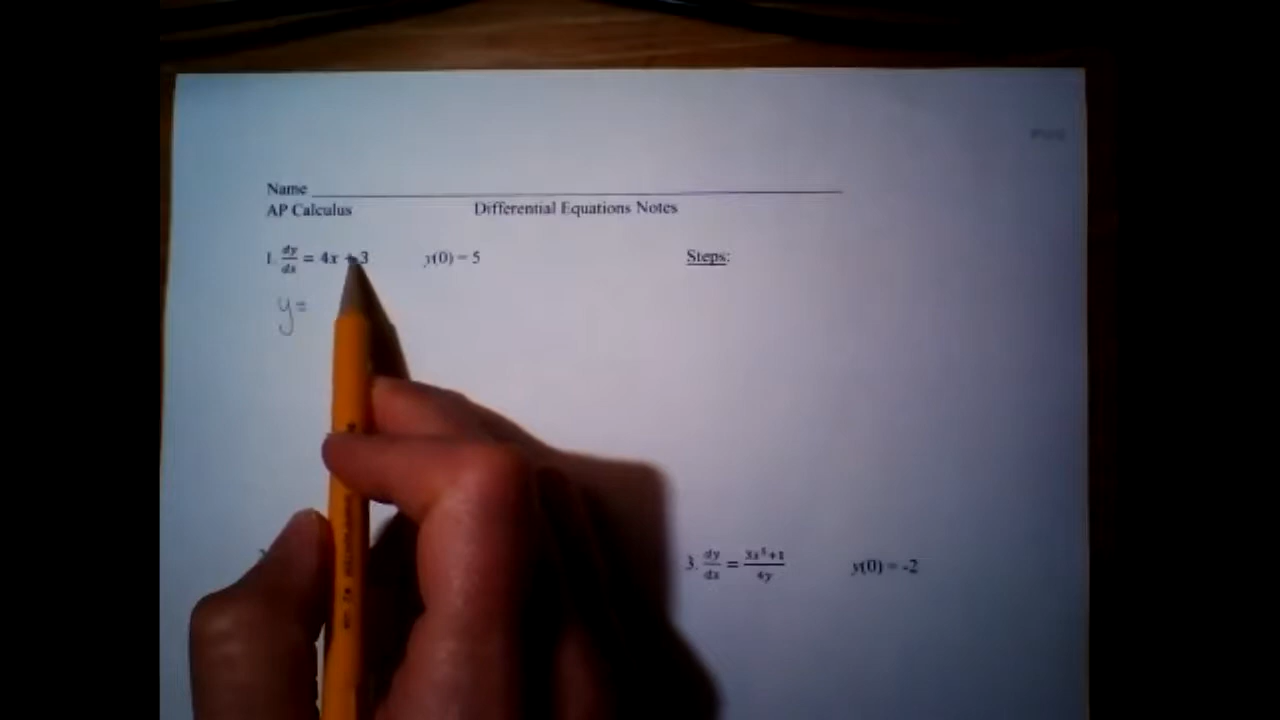 Name
AP Calculus Differential Equations Notes
1. dy/dx = 4x + 3 y(0) = 5 Steps:
y =
3. dy/dx = 3x⁵+1/4y y(0) = -2